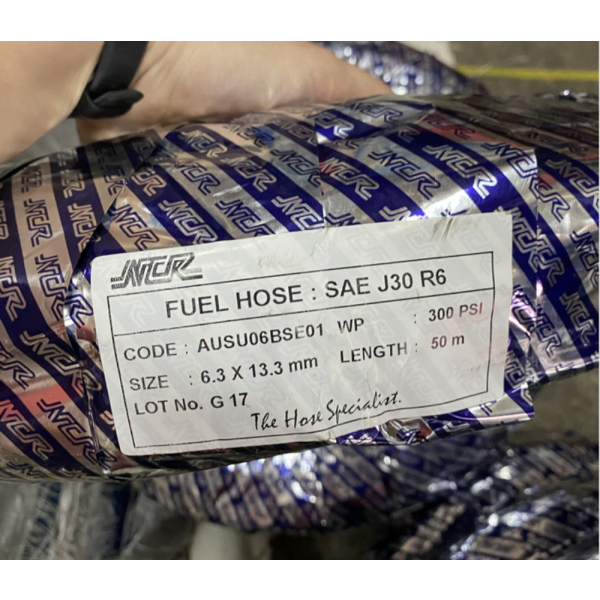 NCR
FUEL HOSE : SAE J30 R6
CODE : AUSU06BSE01 WP : 300 PSI
SIZE : 6.3 X 13.3 mm LENGTH : 50 m
LOT No. G 17
The Hose Specialist.